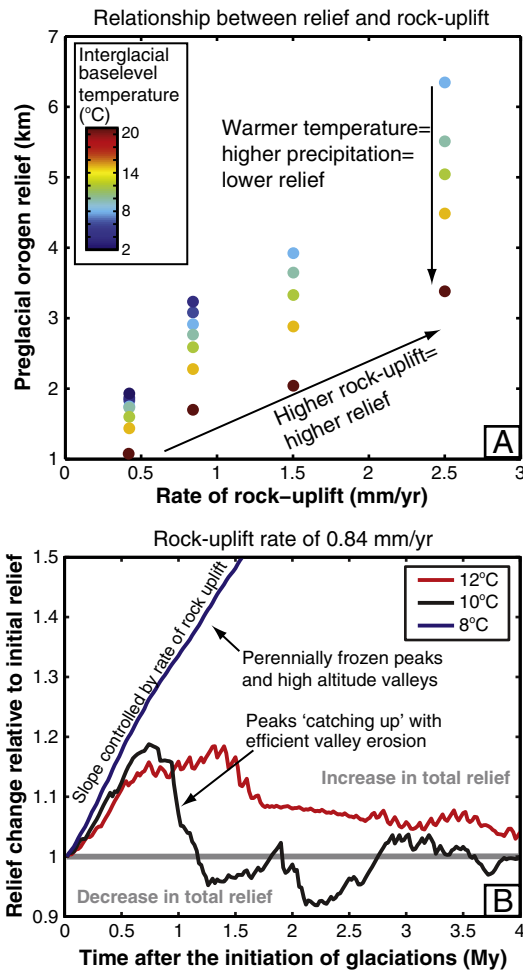 Relationship between relief and rock-uplift
7
6
5
4
3
2
1
Preglacial orogen relief (km)
Interglacial
baselevel
temperature
(°C)
20
14
8
2
Warmer temperature=
higher precipitation=
lower relief
Higher rock-uplift=
higher relief
A
0
0.5
1
1.5
2
2.5
3
Rate of rock-uplift (mm/yr)
Rock-uplift rate of 0.84 mm/yr
1.5
1.4
1.3
1.2
1.1
1
0.9
Relief change relative to initial relief
12°C
10°C
8°C
Slope controlled by rate of rock uplift
Perennially frozen peaks
and high altitude valleys
Peaks 'catching up' with
efficient valley erosion
Increase in total relief
Decrease in total relief
B
0
0.5
1
1.5
2
2.5
3
3.5
4
Time after the initiation of glaciations (My)